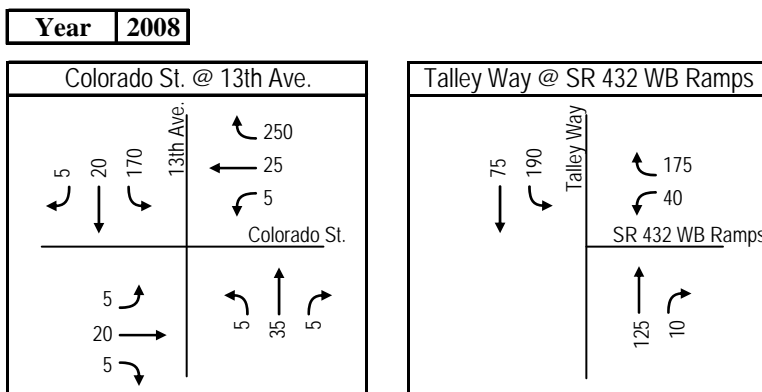 Year 2008
Colorado St. @ 13th Ave.
5 20 170
13th Ave.
250
25
5
Colorado St.
5
20
5
5 35 5
Talley Way @ SR 432 WB Ramps
75 190
Talley Way
175
40
SR 432 WB Ramps
125 10